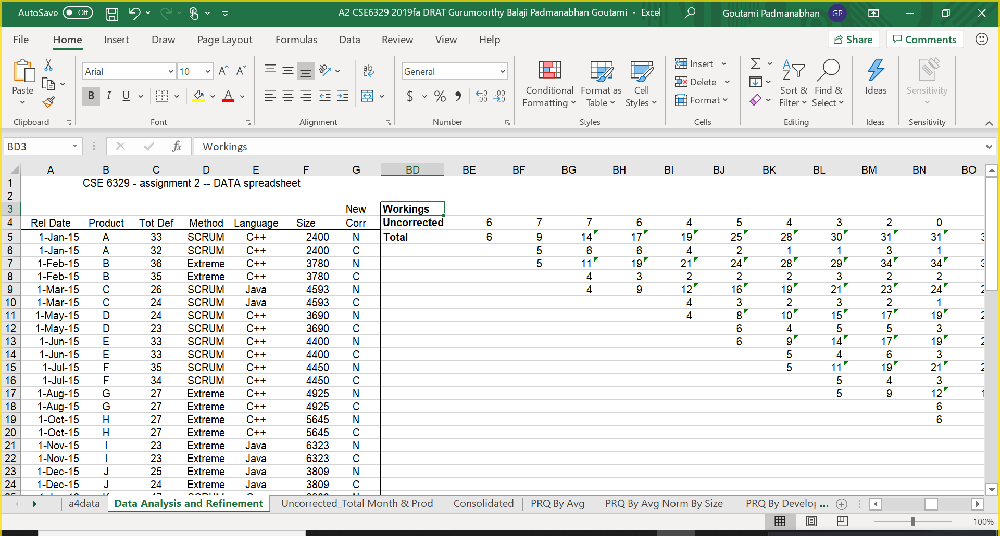 AutoSave Off A2 CSE6329 2019fa DRAT Gurumoorthy Balaji Padmanabhan Goutami - Excel Goutami Padmanabhan GP
File Home Insert Draw Page Layout Formulas Data Review View Help Share Comments
Paste Arial 10 General Conditional Formatting Format as Table Cell Styles Insert Delete Format Sort & Filter Find & Select Ideas Sensitivity
Clipboard Font Alignment Number Styles Cells Editing Ideas Sensitivity
BD3 fx Workings
A B C D E F G BD BE BF BG BH BI BJ BK BL BM BN BO
1 CSE 6329 - assignment 2 -- DATA spreadsheet
2
3 New Workings
4 Rel Date Product Tot Def Method Language Size Corr Uncorrected 6 7 7 6 4 5 4 3 2 0
5 1-Jan-15 A 33 SCRUM C++ 2400 N Total 6 9 14 17 19 25 28 30 31 31
6 1-Jan-15 A 32 SCRUM C++ 2400 C 5 6 6 4 2 1 1 3 1
7 1-Feb-15 B 36 Extreme C++ 3780 N 5 11 19 21 24 28 29 34 34
8 1-Feb-15 B 35 Extreme C++ 3780 C 4 3 2 2 2 3 2 2
9 1-Mar-15 C 26 SCRUM Java 4593 N 4 9 12 16 19 21 23 24
10 1-Mar-15 C 24 SCRUM Java 4593 C 4 3 2 3 2 1
11 1-May-15 D 24 SCRUM C++ 3690 N 4 8 10 15 17 19
12 1-May-15 D 23 SCRUM C++ 3690 C 6 4 5 5 3
13 1-Jun-15 E 33 SCRUM C++ 4400 N 6 9 14 17 19
14 1-Jun-15 E 33 SCRUM C++ 4400 C 5 4 6 3
15 1-Jul-15 F 35 SCRUM C++ 4450 N 5 11 19 21
16 1-Jul-15 F 34 SCRUM C++ 4450 C 5 4 3
17 1-Aug-15 G 27 Extreme C++ 4925 N 5 9 12
18 1-Aug-15 G 27 Extreme C++ 4925 C 6
19 1-Oct-15 H 27 Extreme C++ 5645 N 6
20 1-Oct-15 H 27 Extreme C++ 5645 C
21 1-Nov-15 I 23 Extreme Java 6323 N
22 1-Nov-15 I 23 Extreme Java 6323 C
23 1-Dec-15 J 25 Extreme Java 3809 N
24 1-Dec-15 J 24 Extreme Java 3809 C
a4data Data Analysis and Refinement Uncorrected_Total Month & Prod Consolidated PRQ By Avg PRQ By Avg Norm By Size PRQ By Develop ...
100%